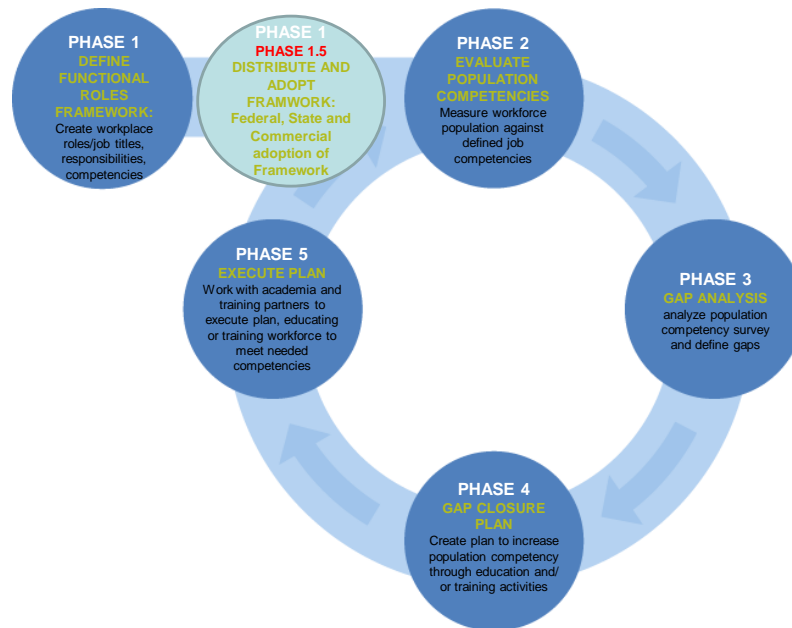 PHASE 1
DEFINE
FUNCTIONAL
ROLES
FRAMEWORK:
Create workplace
roles/job titles,
responsibilities,
competencies
PHASE 1
PHASE 1.5
DISTRIBUTE AND
ADOPT
FRAMWORK:
Federal, State and
Commercial
adoption of
Framework
PHASE 2
EVALUATE
POPULATION
COMPETENCIES
Measure workforce
population against
defined job
competencies
PHASE 3
GAP ANALYSIS
analyze population
competency survey
and define gaps
PHASE 4
GAP CLOSURE
PLAN
Create plan to increase
population competency
through education and/
or training activities
PHASE 5
EXECUTE PLAN
Work with academia and
training partners to
execute plan, educating
or training workforce to
meet needed
competencies